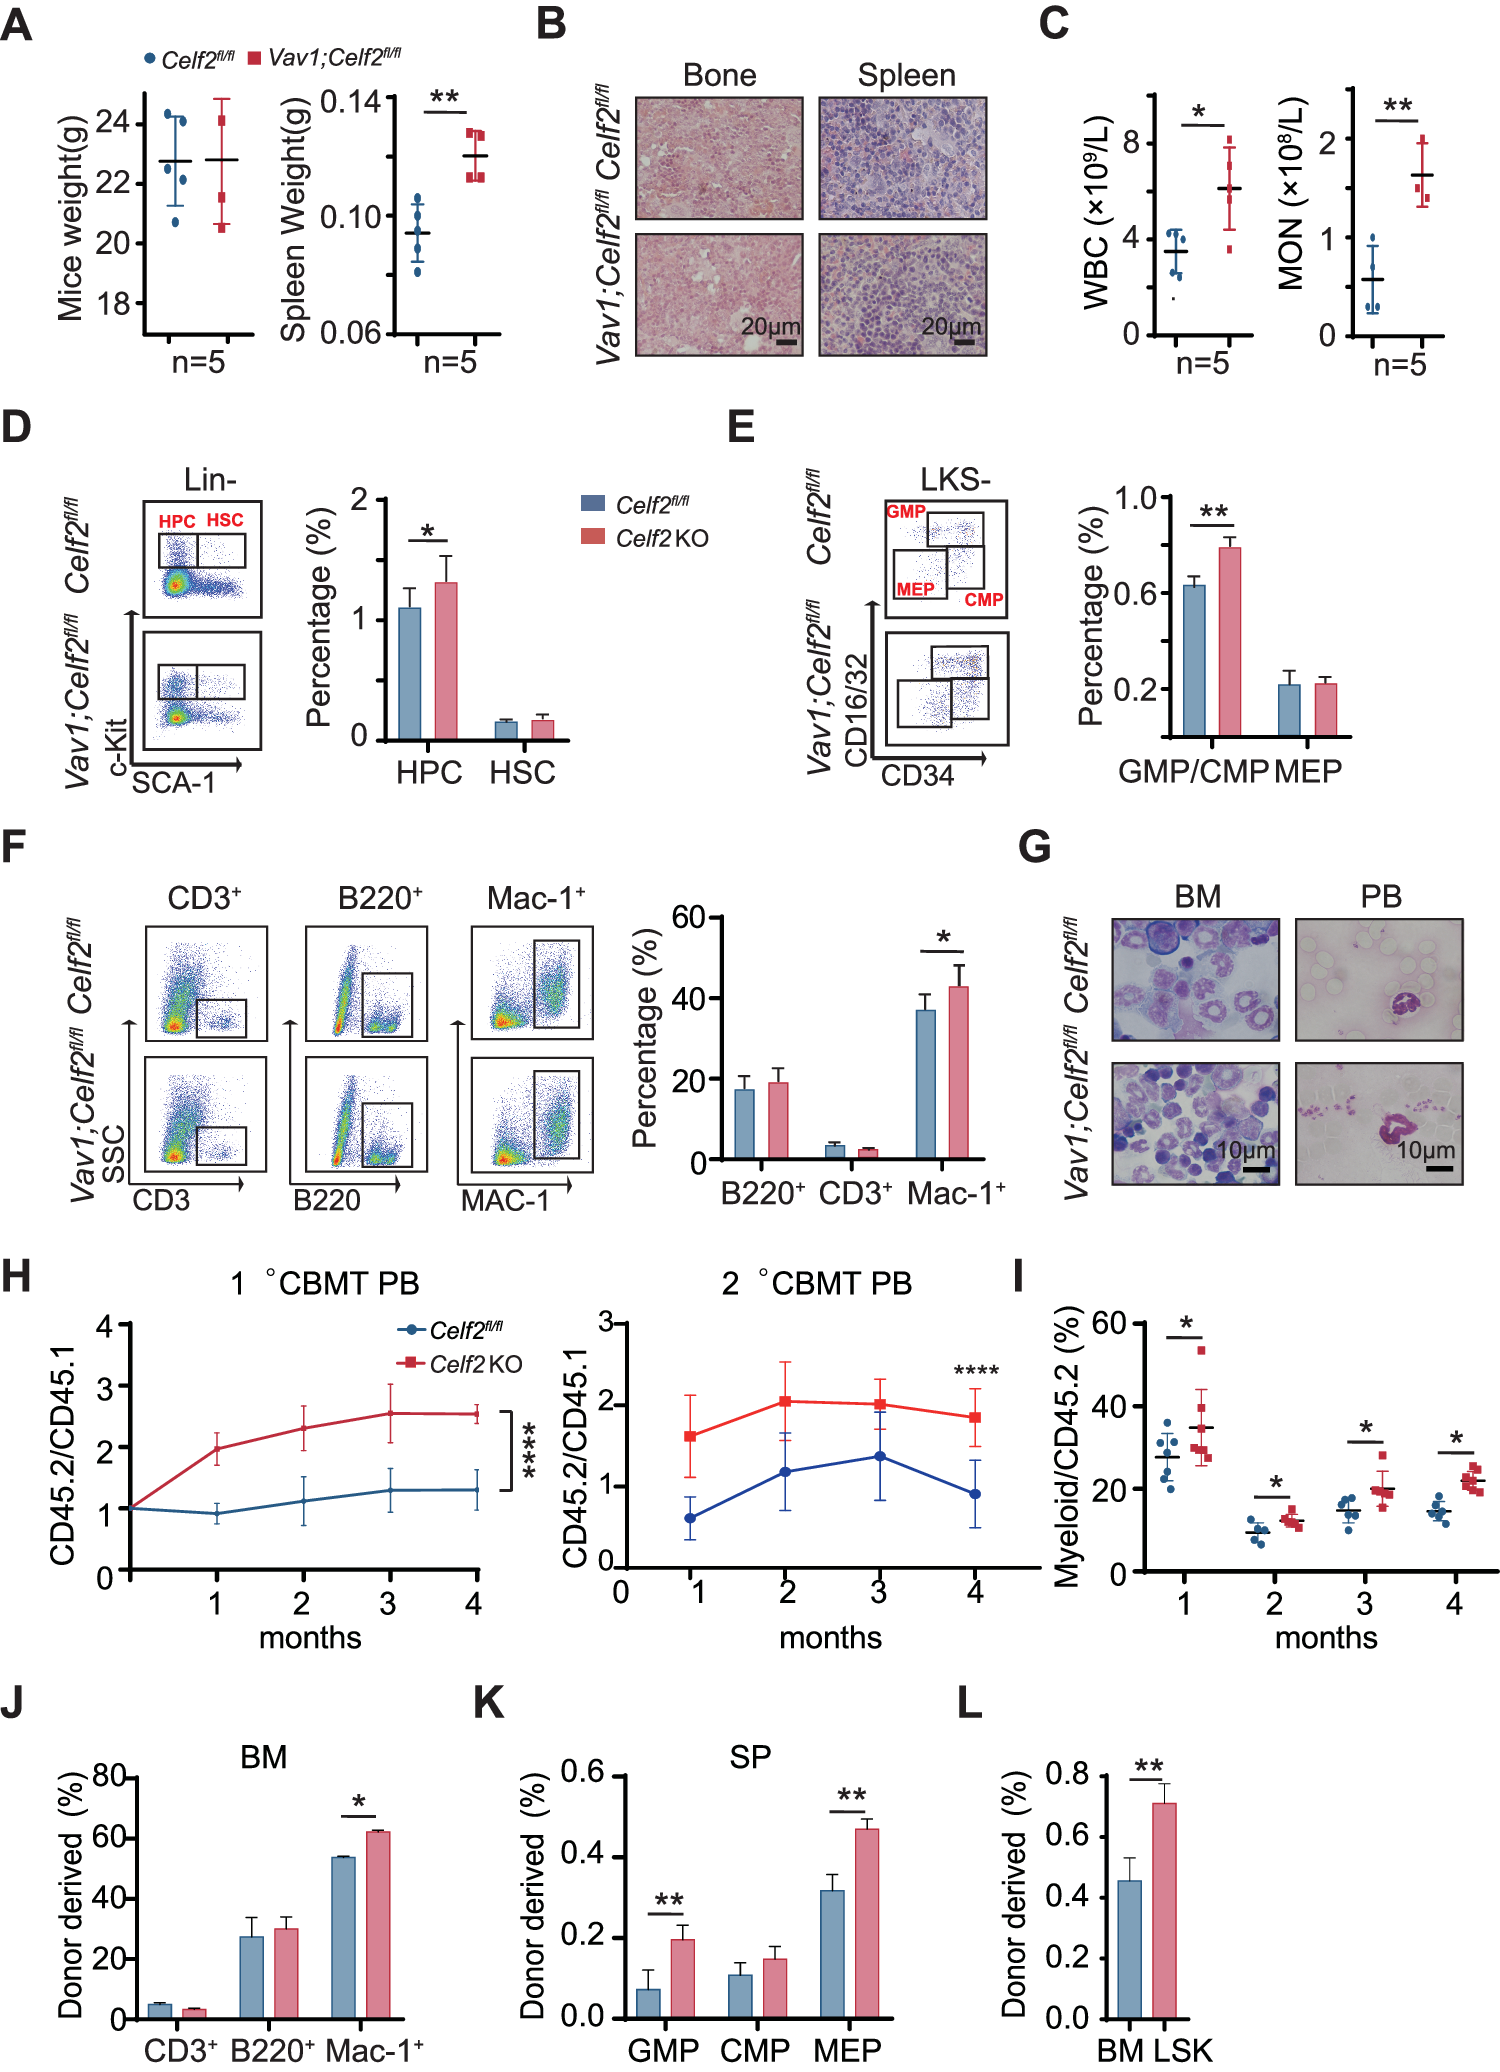 A
Celf2fl/fl Vav1;Celf2fl/fl
Mice weight(g)
24
22
20
18
n=5
Spleen Weight(g)
0.14
0.10
0.06
**
n=5
B
Bone Spleen
Celf2fl/fl
Vav1;Celf2fl/fl
20μm 20μm
C
WBC (×10⁹/L)
8
4
0
*
n=5
MON (×10⁸/L)
2
1
0
**
n=5
D
Lin-
Celf2fl/fl
Vav1;Celf2fl/fl
HPC HSC
c-Kit
SCA-1
Percentage (%)
2
1
0
*
HPC HSC
Celf2fl/fl
Celf2 KO
E
LKS-
Celf2fl/fl
Vav1;Celf2fl/fl
GMP
MEP
CMP
CD16/32
CD34
Percentage (%)
1.0
0.6
0.2
**
GMP/CMP MEP
F
CD3⁺ B220⁺ Mac-1⁺
Celf2fl/fl
Vav1;Celf2fl/fl
SSC
CD3 B220 MAC-1
Percentage (%)
60
40
20
0
*
B220⁺ CD3⁺ Mac-1⁺
G
BM PB
Celf2fl/fl
Vav1;Celf2fl/fl
10μm 10μm
H
1 °CBMT PB
CD45.2/CD45.1
4
3
2
1
0
Celf2fl/fl
Celf2 KO
****
1 2 3 4
months
2 °CBMT PB
CD45.2/CD45.1
3
2
1
0
****
0 1 2 3 4
months
I
Myeloid/CD45.2 (%)
60
40
20
0
* * * *
1 2 3 4
months
J
BM
Donor derived (%)
80
60
40
20
0
*
CD3⁺ B220⁺ Mac-1⁺
K
SP
Donor derived (%)
0.6
0.4
0.2
0.0
** **
GMP CMP MEP
L
Donor derived (%)
0.8
0.6
0.4
0.2
0.0
**
BM LSK